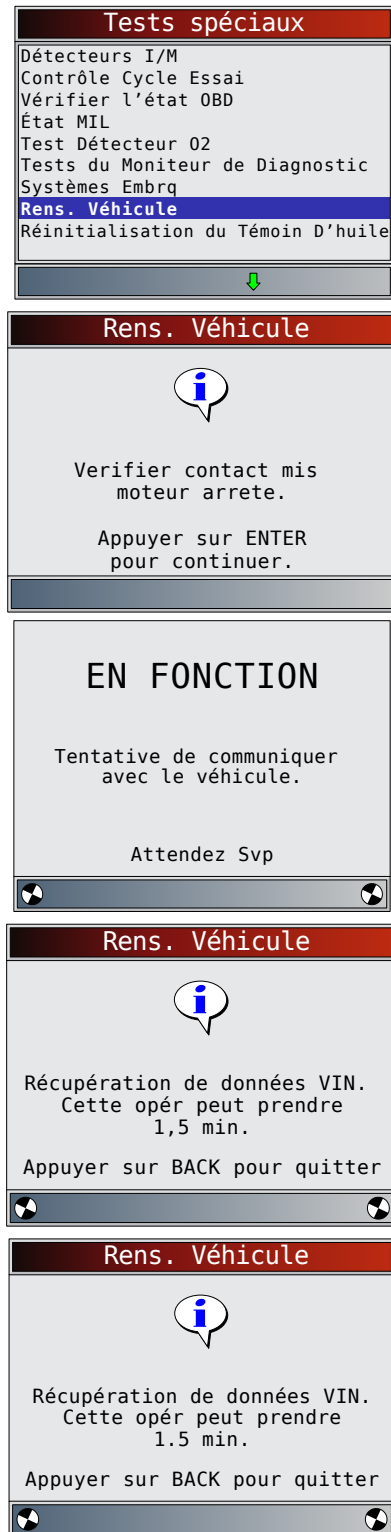 Tests spéciaux
Détecteurs I/M
Contrôle Cycle Essai
Vérifier l’état OBD
État MIL
Test Détecteur O2
Tests du Moniteur de Diagnostic
Systèmes Embrq
Rens. Véhicule
Réinitialisation du Témoin D’huile
Rens. Véhicule
i
Verifier contact mis
moteur arrete.
Appuyer sur ENTER
pour continuer.
EN FONCTION
Tentative de communiquer
avec le véhicule.
Attendez Svp
Rens. Véhicule
i
Récupération de données VIN.
Cette opér peut prendre
1,5 min.
Appuyer sur BACK pour quitter
Rens. Véhicule
i
Récupération de données VIN.
Cette opér peut prendre
1.5 min.
Appuyer sur BACK pour quitter